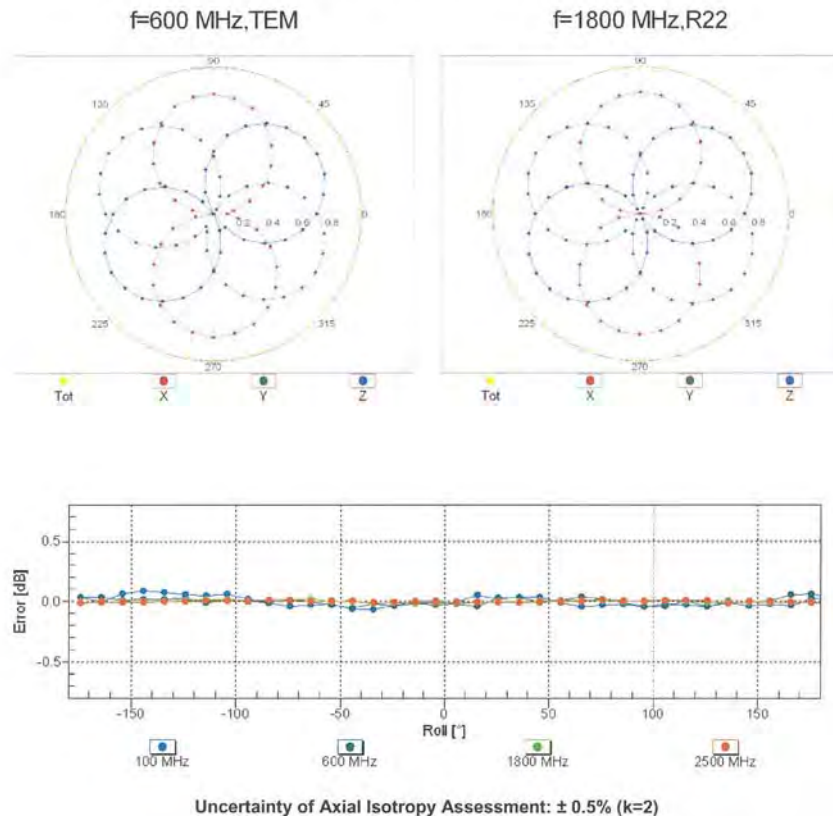 f=600 MHz,TEM
f=1800 MHz,R22
90
135
45
180
0.2 0.4 0.6 0.8
0
225
315
270
Tot X Y Z
90
135
45
180
0.2 0.4 0.6 0.8
0
225
315
270
Tot X Y Z
0.5
0.0
-0.5
Error [dB]
-150 -100 -50 0 50 100 150
Roll [°]
100 MHz 600 MHz 1800 MHz 2500 MHz
Uncertainty of Axial Isotropy Assessment: ± 0.5% (k=2)